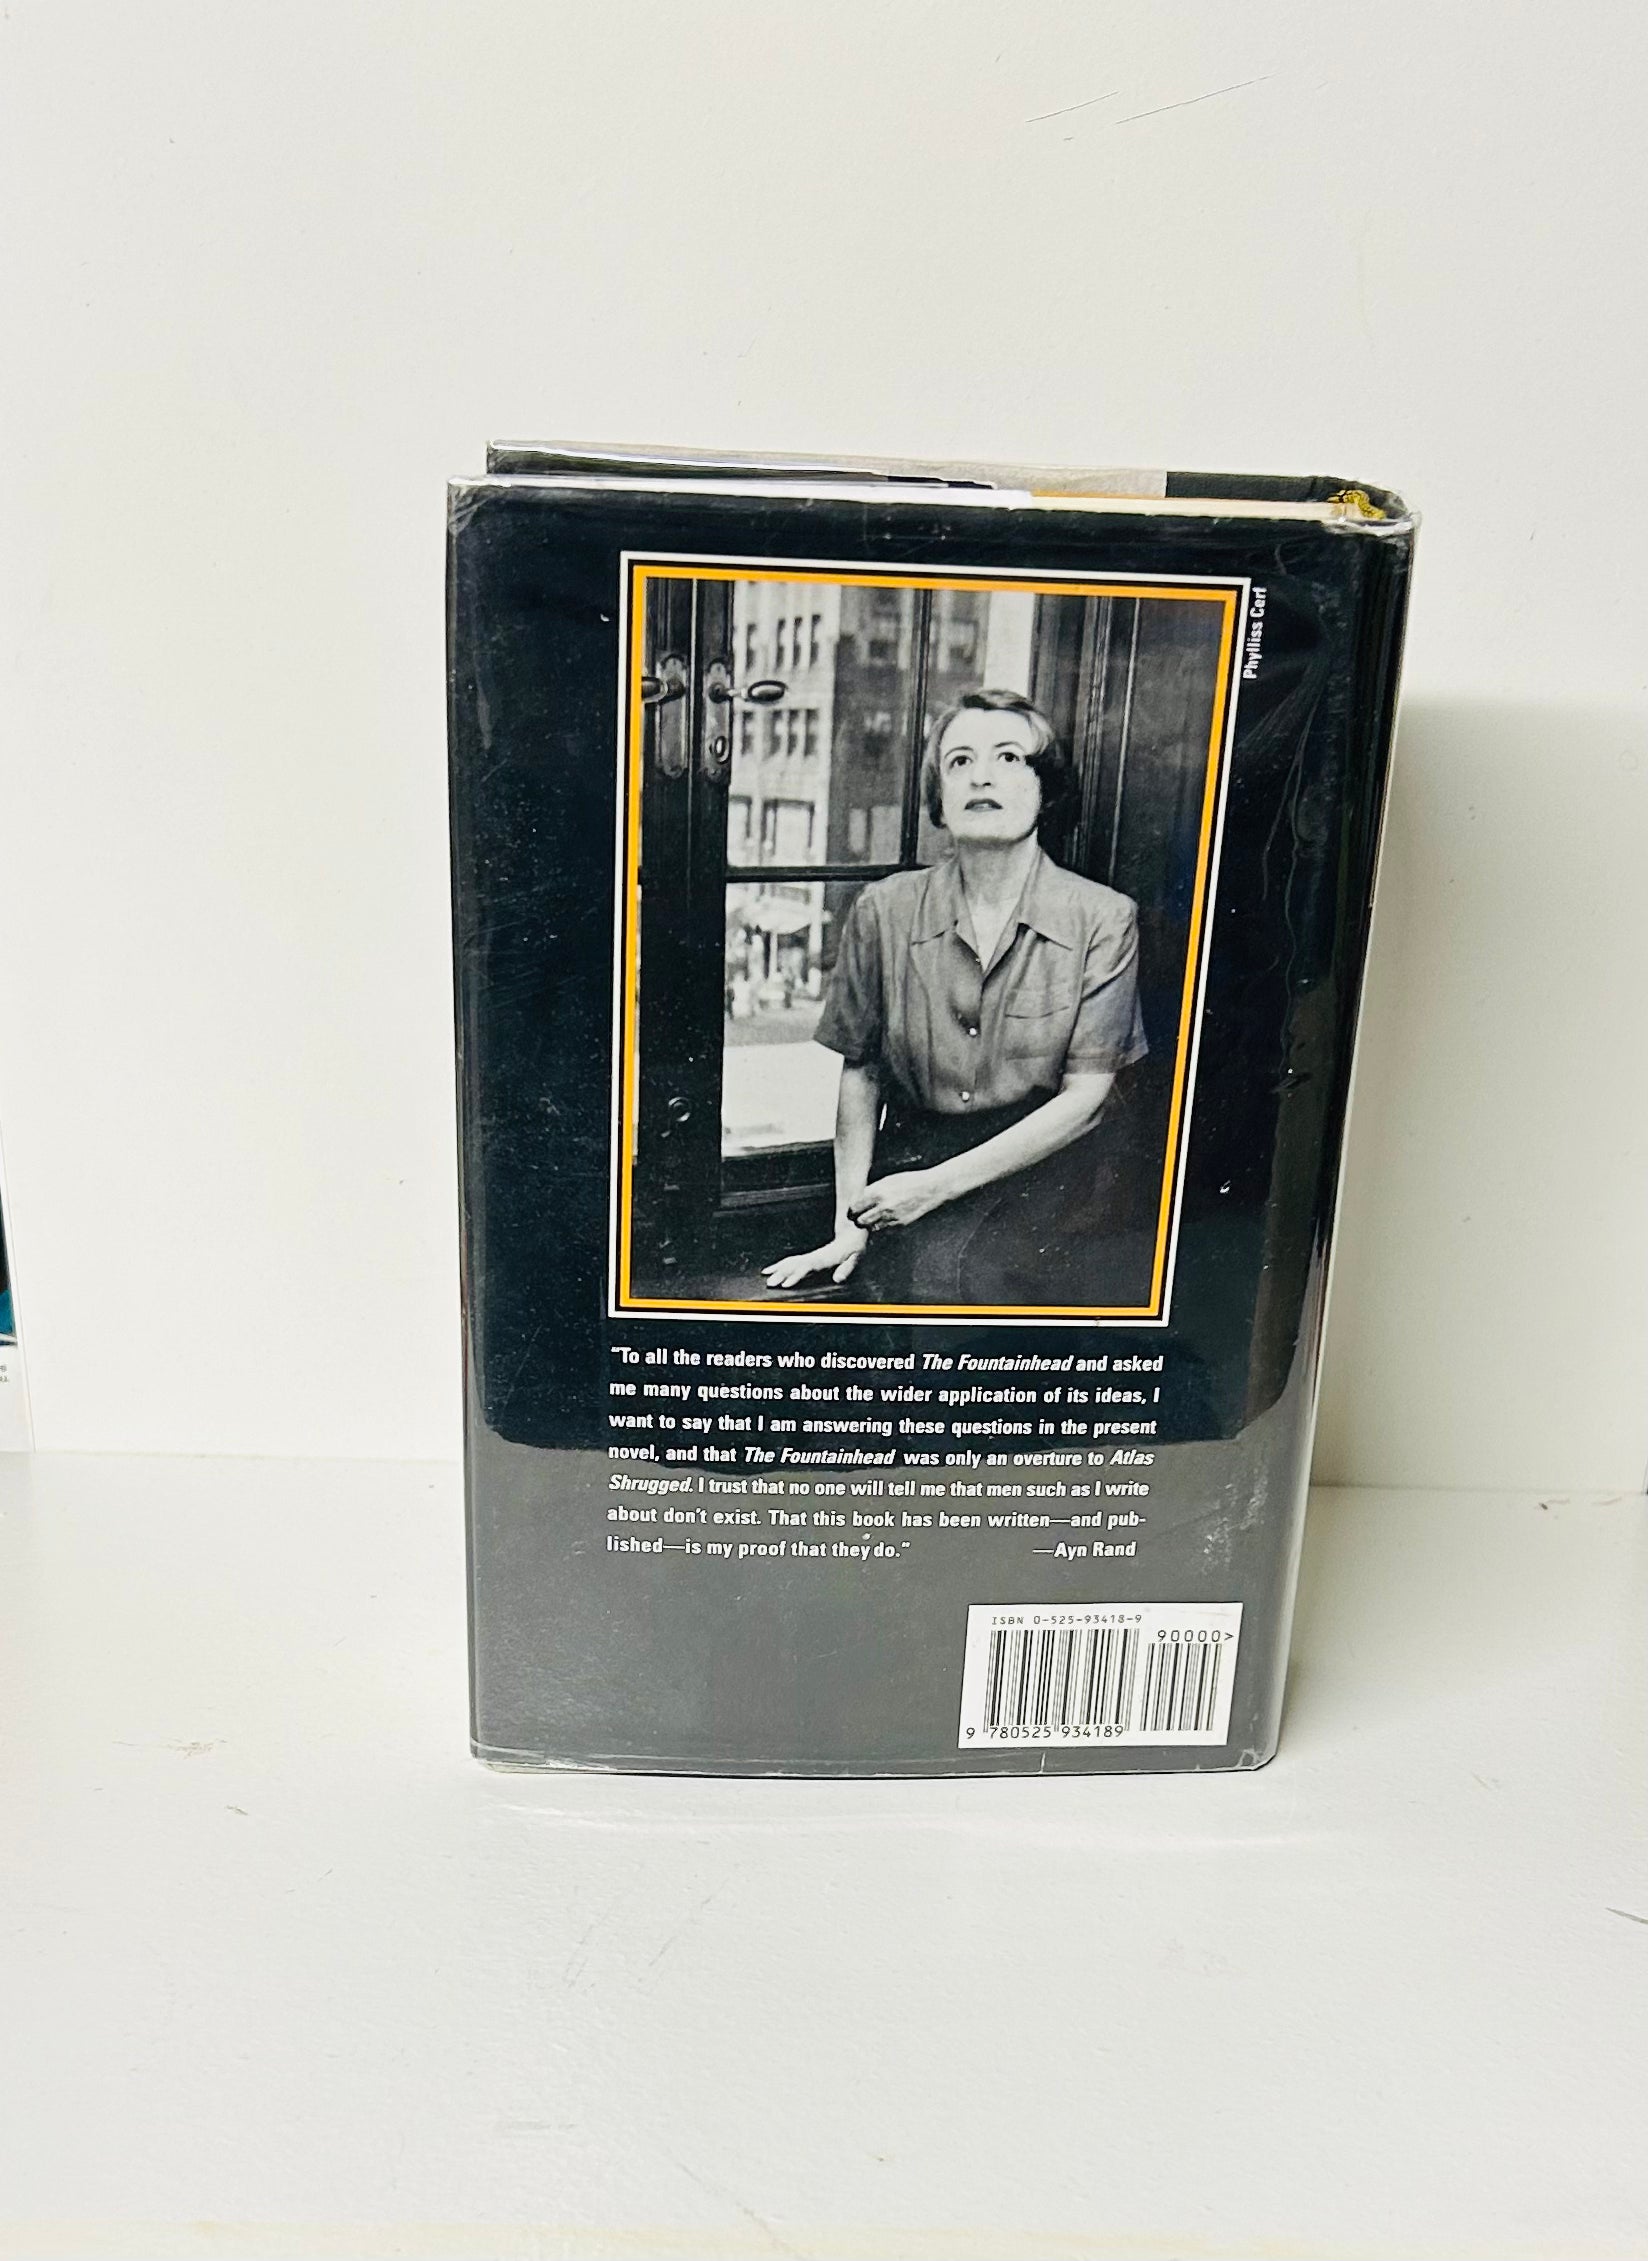 Phylliss Cerf
"To all the readers who discovered The Fountainhead and asked
me many questions about the wider application of its ideas, I
want to say that I am answering these questions in the present
novel, and that The Fountainhead was only an overture to Atlas
Shrugged. I trust that no one will tell me that men such as I write
about don't exist. That this book has been written—and pub-
lished—is my proof that they do." —Ayn Rand
ISBN 0-525-93418-9
90000>
9 780525 934189